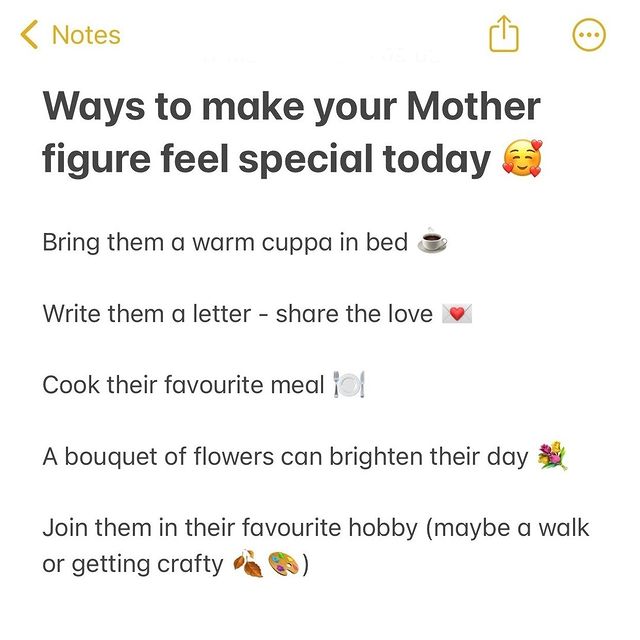 Notes
Ways to make your Mother
figure feel special today 🥰
Bring them a warm cuppa in bed ☕
Write them a letter - share the love 💌
Cook their favourite meal 🍽️
A bouquet of flowers can brighten their day 💐
Join them in their favourite hobby (maybe a walk
or getting crafty 🍂🎨)